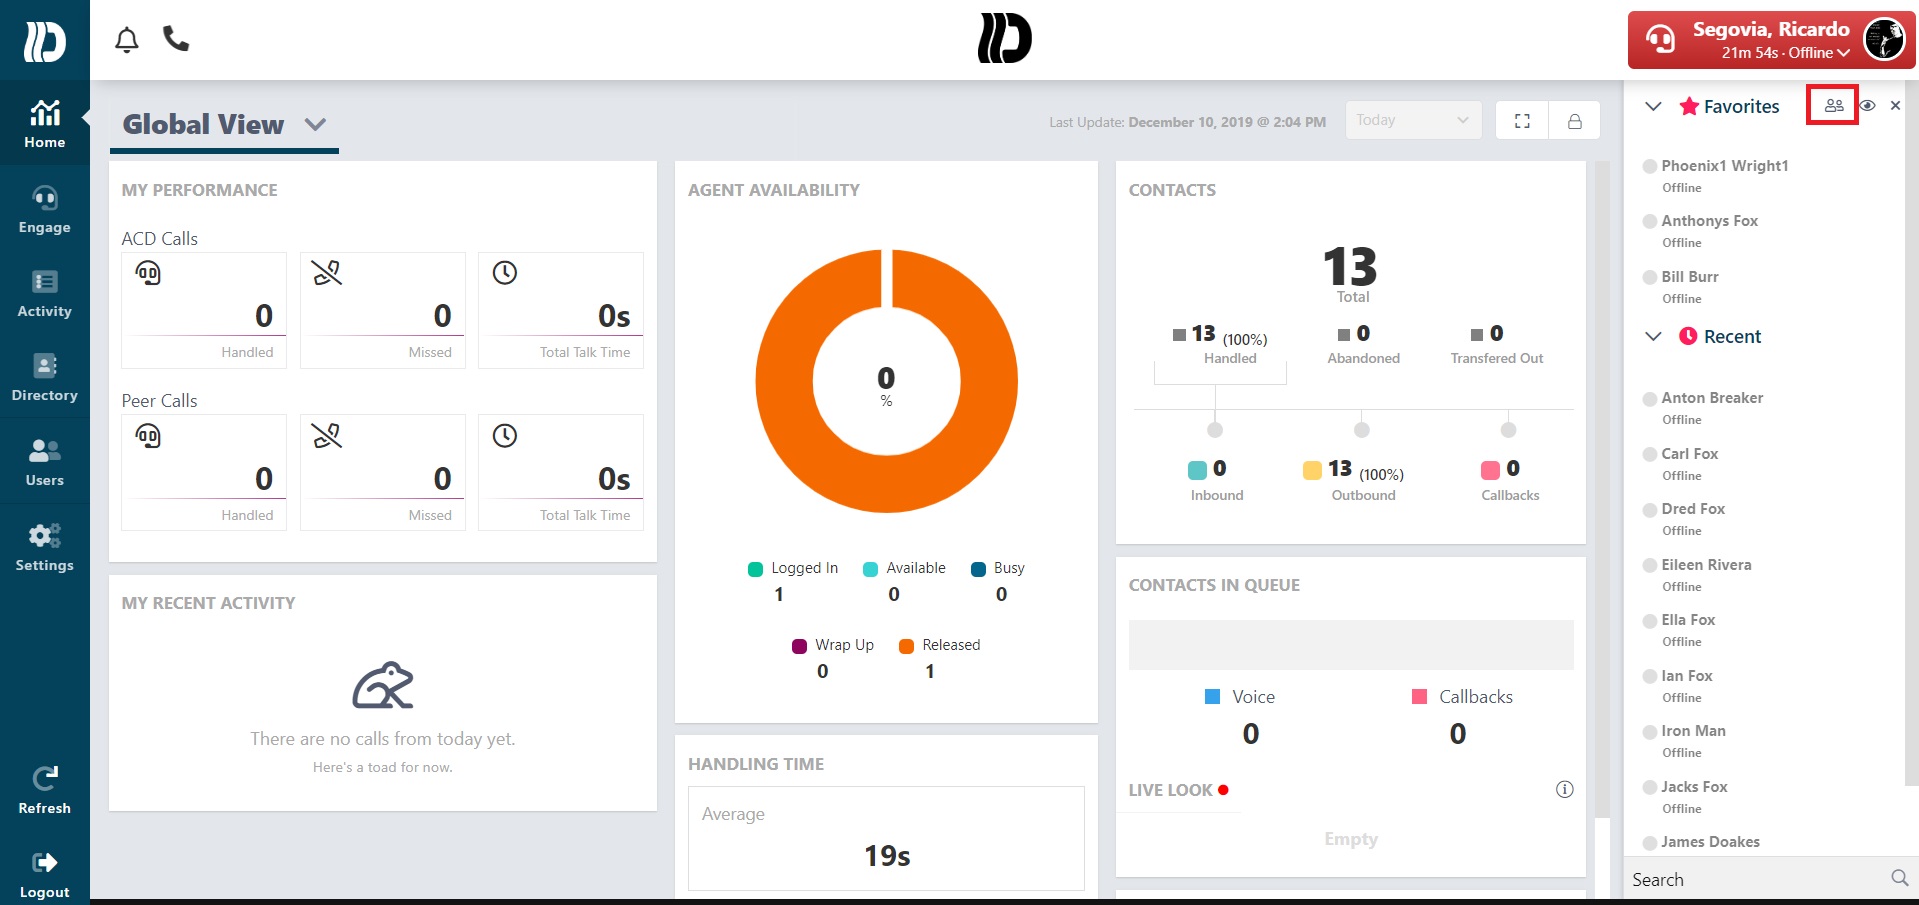 Segovia, Ricardo
21m 54s · Offline
Home
Engage
Activity
Directory
Users
Settings
Refresh
Logout
Global View
Last Update: December 10, 2019 @ 2:04 PM
Today
MY PERFORMANCE
ACD Calls
0
Handled
0
Missed
0s
Total Talk Time
Peer Calls
0
Handled
0
Missed
0s
Total Talk Time
MY RECENT ACTIVITY
There are no calls from today yet.
Here's a toad for now.
AGENT AVAILABILITY
0
%
Logged In
1
Available
0
Busy
0
Wrap Up
0
Released
1
HANDLING TIME
Average
19s
CONTACTS
13
Total
13 (100%)
Handled
0
Abandoned
0
Transfered Out
0
Inbound
13 (100%)
Outbound
0
Callbacks
CONTACTS IN QUEUE
Voice
0
Callbacks
0
LIVE LOOK
Empty
Favorites
Phoenix1 Wright1
Offline
Anthonys Fox
Offline
Bill Burr
Offline
Recent
Anton Breaker
Offline
Carl Fox
Offline
Dred Fox
Offline
Eileen Rivera
Offline
Ella Fox
Offline
Ian Fox
Offline
Iron Man
Offline
Jacks Fox
Offline
James Doakes
Search